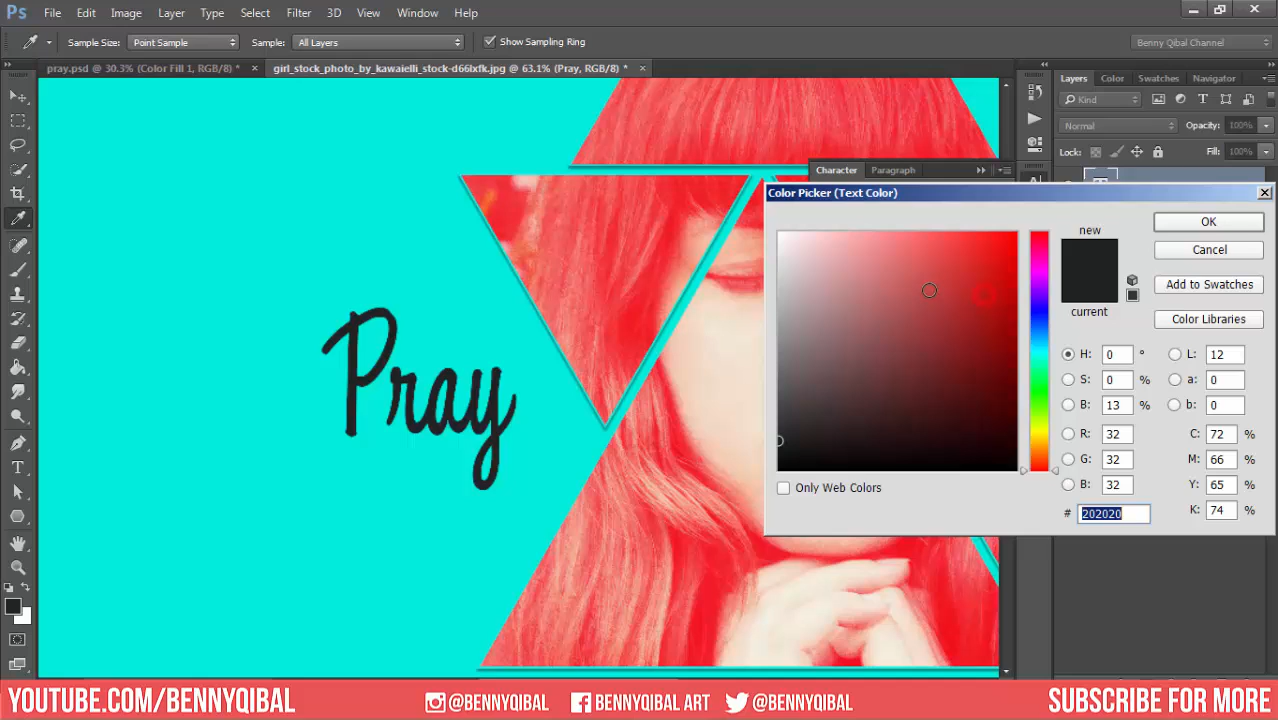 Ps File Edit Image Layer Type Select Filter 3D View Window Help
Sample Size: Point Sample Sample: All Layers Show Sampling Ring Benny Qibal Channel
pray.psd @ 30.3% (Color Fill 1, RGB/8) * × girl_stock_photo_by_kawaielli_stock-d66lxfk.jpg @ 63.1% (Pray, RGB/8) * ×
Layers Color Swatches Navigator
Kind
Normal Opacity: 100%
Lock: Fill: 100%
Character Paragraph
Color Picker (Text Color)
new
current
OK
Cancel
Add to Swatches
Color Libraries
H: 0 ° L: 12
S: 0 % a: 0
B: 13 % b: 0
R: 32 C: 72 %
G: 32 M: 66 %
B: 32 Y: 65 %
# 202020 K: 74 %
Only Web Colors
Pray
YOUTUBE.COM/BENNYQIBAL @BENNYQIBAL BENNYQIBAL ART @BENNYQIBAL SUBSCRIBE FOR MORE